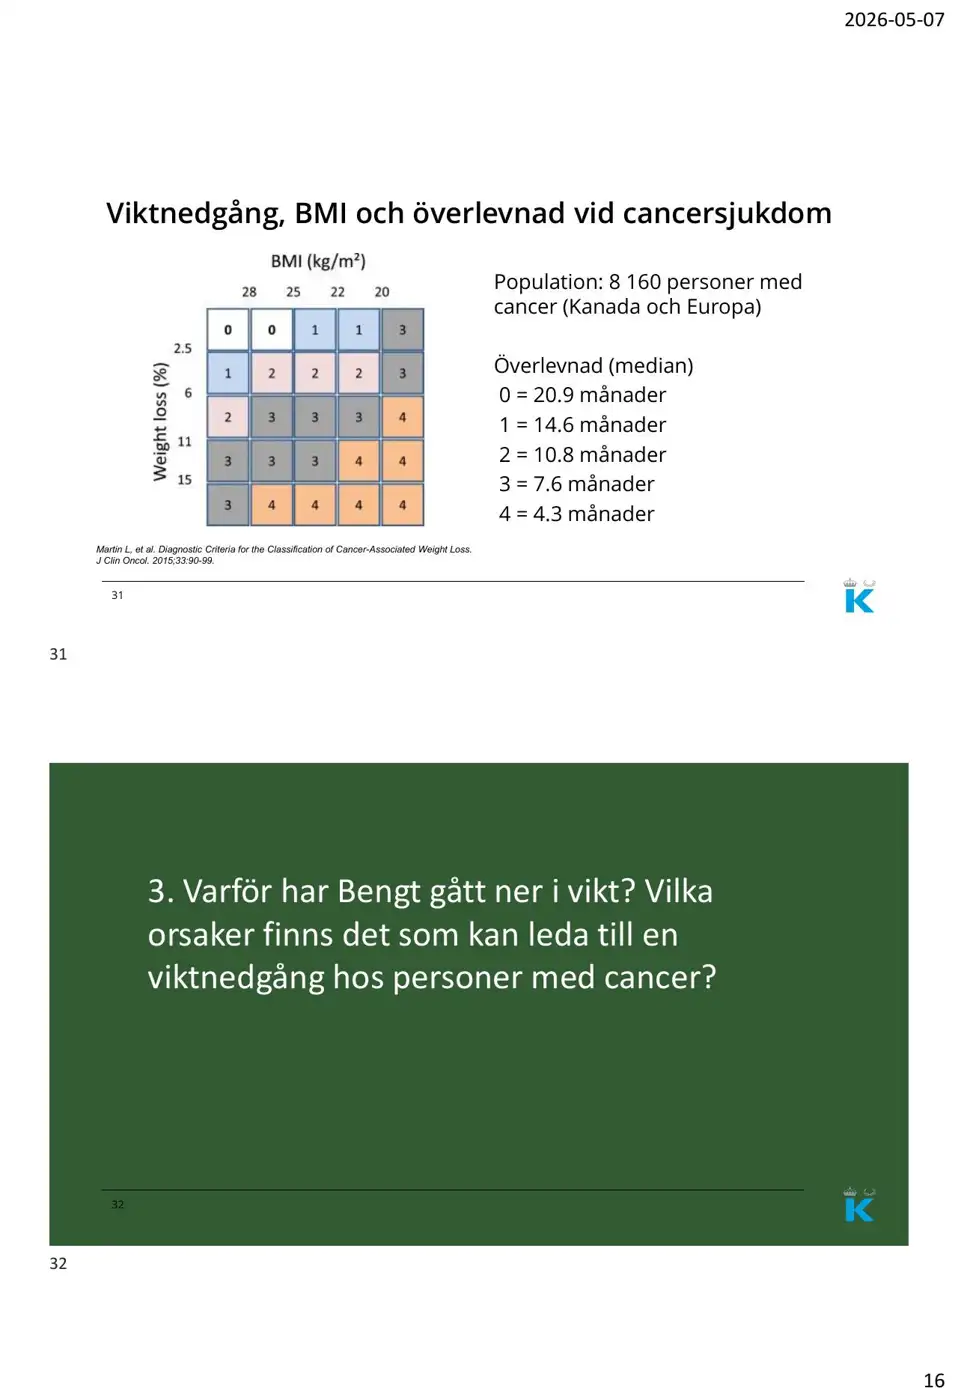 2026-05-07
Viktnedgång, BMI och överlevnad vid cancersjukdom
BMI (kg/m²)
28 25 22 20
0 0 1 1 3
2.5
1 2 2 2 3
6
2 3 3 3 4
11
3 3 3 4 4
15
3 4 4 4 4
Weight loss (%)
Population: 8 160 personer med
cancer (Kanada och Europa)
Överlevnad (median)
0 = 20.9 månader
1 = 14.6 månader
2 = 10.8 månader
3 = 7.6 månader
4 = 4.3 månader
Martin L, et al. Diagnostic Criteria for the Classification of Cancer-Associated Weight Loss.
J Clin Oncol. 2015;33:90-99.
31
K
31
3. Varför har Bengt gått ner i vikt? Vilka
orsaker finns det som kan leda till en
viktnedgång hos personer med cancer?
32
K
32
16